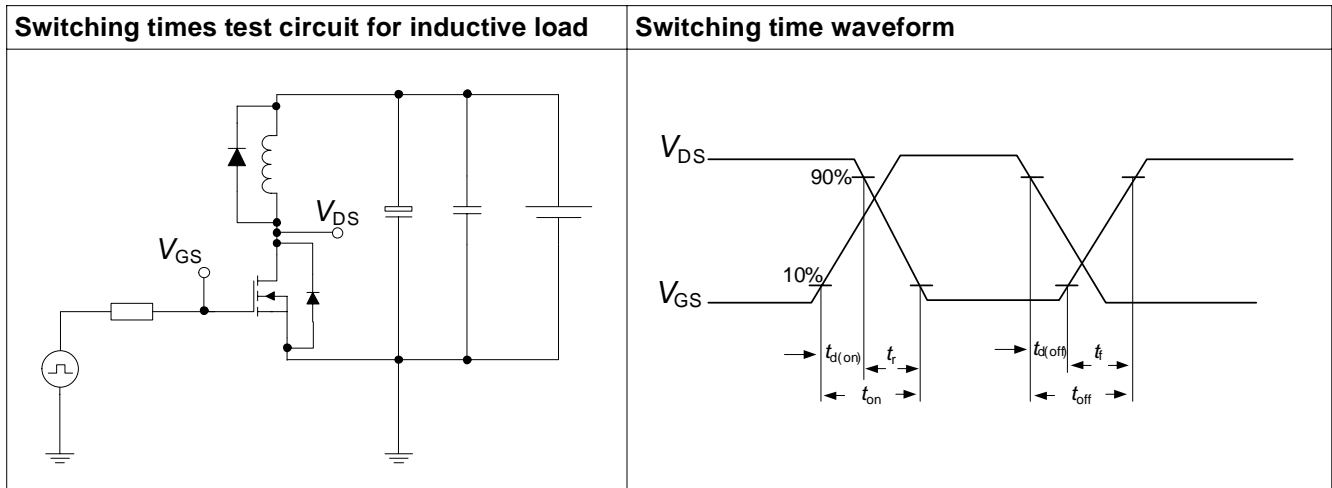 Switching times test circuit for inductive load
Switching time waveform
VDS
VGS
VDS
90%
10%
VGS
td(on)
tr
td(off)
tf
ton
toff